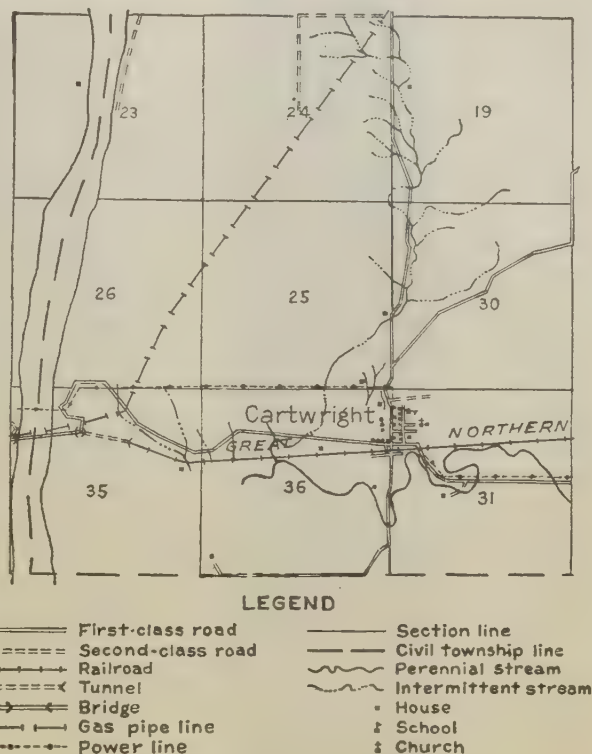 23
24
19
26
25
30
Cartwright
GREAT NORTHERN
35
36
31
LEGEND
First-class road
Second-class road
Railroad
Tunnel
Bridge
Gas pipe line
Power line
Section line
Civil township line
Perennial stream
Intermittent stream
House
School
Church